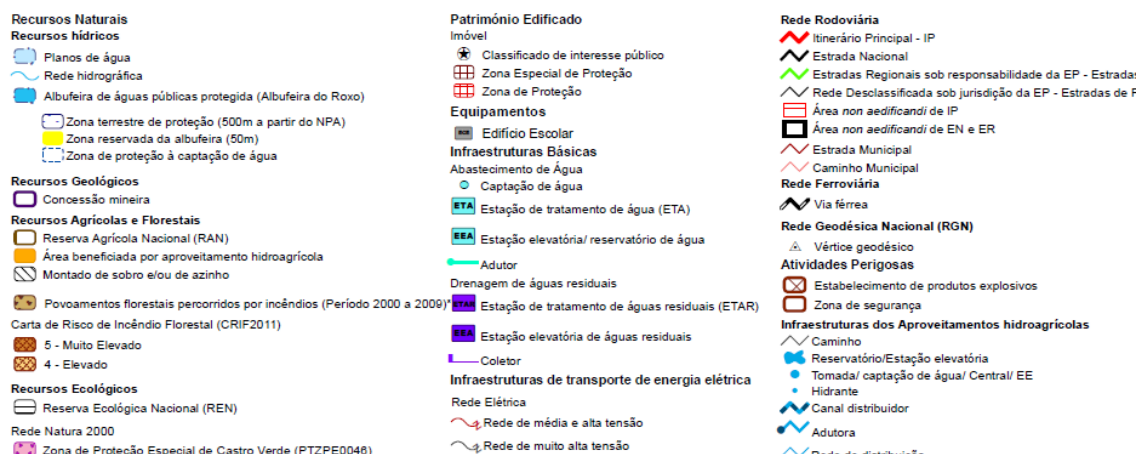 Recursos Naturais
Recursos hídricos
Planos de água
Rede hidrográfica
Albufeira de águas públicas protegida (Albufeira do Roxo)
Zona terrestre de proteção (500m a partir do NPA)
Zona reservada da albufeira (50m)
Zona de proteção à captação de água
Recursos Geológicos
Concessão mineira
Recursos Agrícolas e Florestais
Reserva Agrícola Nacional (RAN)
Área beneficiada por aproveitamento hidroagrícola
Montado de sobro e/ou de azinho
Povoamentos florestais percorridos por incêndios (Período 2000 a 2009)*
Carta de Risco de Incêndio Florestal (CRIF2011)
5 - Muito Elevado
4 - Elevado
Recursos Ecológicos
Reserva Ecológica Nacional (REN)
Rede Natura 2000
Zona de Proteção Especial de Castro Verde (PTZPE0046)
Património Edificado
Imóvel
Classificado de interesse público
Zona Especial de Proteção
Zona de Proteção
Equipamentos
Edifício Escolar
Infraestruturas Básicas
Abastecimento de Água
Captação de água
ETA Estação de tratamento de água (ETA)
EEA Estação elevatória/ reservatório de água
Adutor
Drenagem de águas residuais
ETAR Estação de tratamento de águas residuais (ETAR)
EEA Estação elevatória de águas residuais
Coletor
Infraestruturas de transporte de energia elétrica
Rede Elétrica
Rede de média e alta tensão
Rede de muito alta tensão
Rede Rodoviária
Itinerário Principal - IP
Estrada Nacional
Estradas Regionais sob responsabilidade da EP - Estradas
Rede Desclassificada sob jurisdição da EP - Estradas de
Área non aedificandi de IP
Área non aedificandi de EN e ER
Estrada Municipal
Caminho Municipal
Rede Ferroviária
Via férrea
Rede Geodésica Nacional (RGN)
Vértice geodésico
Atividades Perigosas
Estabelecimento de produtos explosivos
Zona de segurança
Infraestruturas dos Aproveitamentos hidroagrícolas
Caminho
Reservatório/Estação elevatória
Tomada/ captação de água/ Central/ EE
Hidrante
Canal distribuidor
Adutora
Rede de distribuição